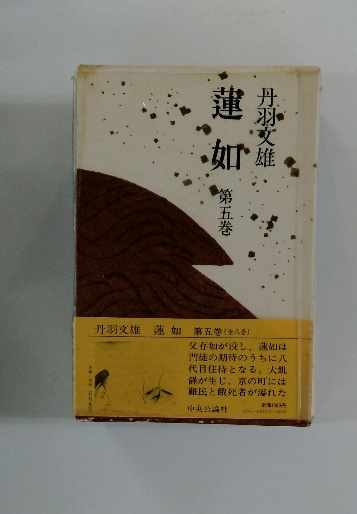 丹羽文雄
蓮如
第五巻
丹羽文雄 蓮如 第五巻(全八巻)
父存如が没し、蓮如は
門徒の期待のうちに八
代目住持となる。大飢
饉が生じ、京の町には
難民と餓死者が溢れた
中央公論社